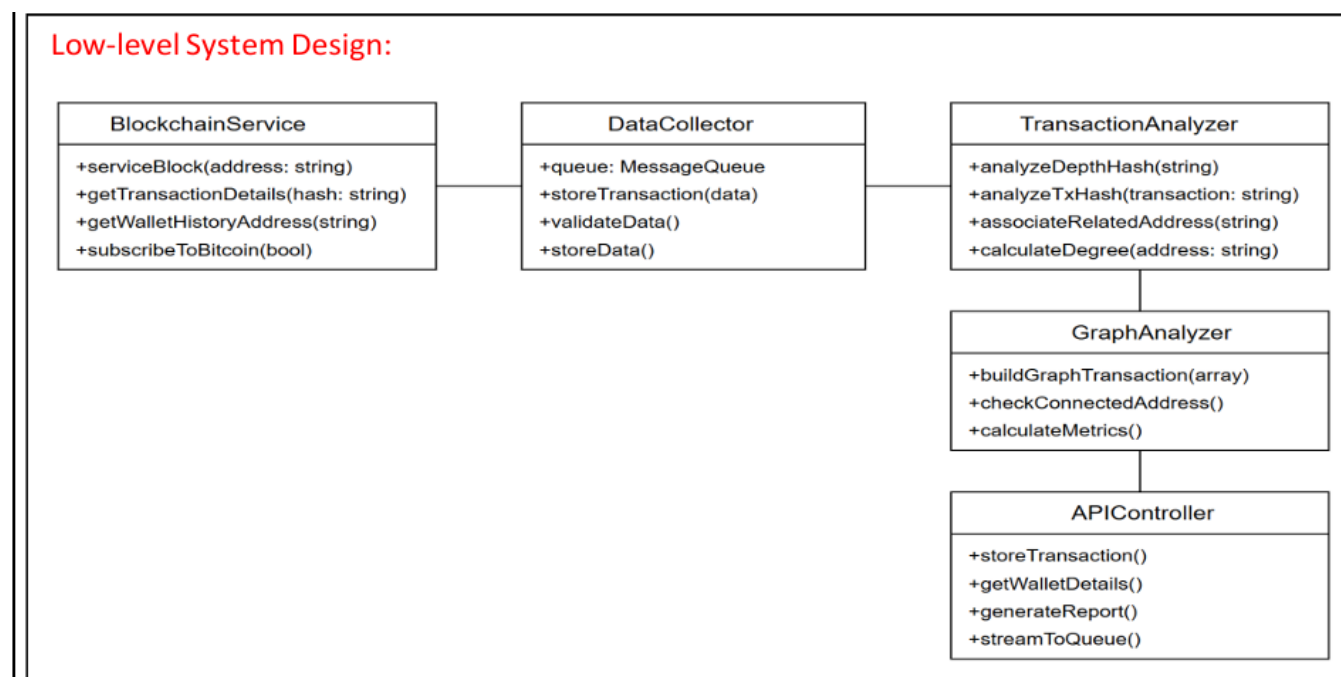 Low-level System Design:
BlockchainService
+serviceBlock(address: string)
+getTransactionDetails(hash: string)
+getWalletHistoryAddress(string)
+subscribeToBitcoin(bool)
DataCollector
+queue: MessageQueue
+storeTransaction(data)
+validateData()
+storeData()
TransactionAnalyzer
+analyzeDepthHash(string)
+analyzeTxHash(transaction: string)
+associateRelatedAddress(string)
+calculateDegree(address: string)
GraphAnalyzer
+buildGraphTransaction(array)
+checkConnectedAddress()
+calculateMetrics()
APIController
+storeTransaction()
+getWalletDetails()
+generateReport()
+streamToQueue()